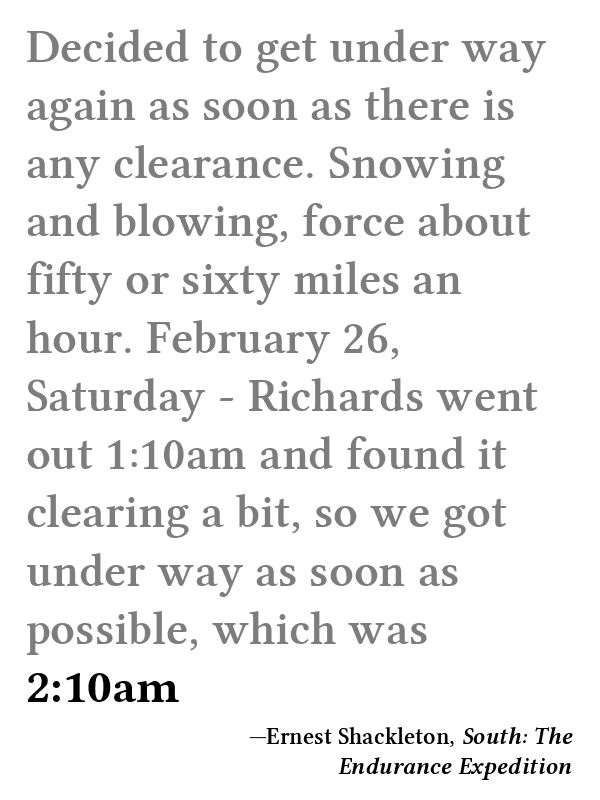 Decided to get under way
again as soon as there is
any clearance. Snowing
and blowing, force about
fifty or sixty miles an
hour. February 26,
Saturday - Richards went
out 1:10am and found it
clearing a bit, so we got
under way as soon as
possible, which was
2:10am
—Ernest Shackleton, South: The
Endurance Expedition